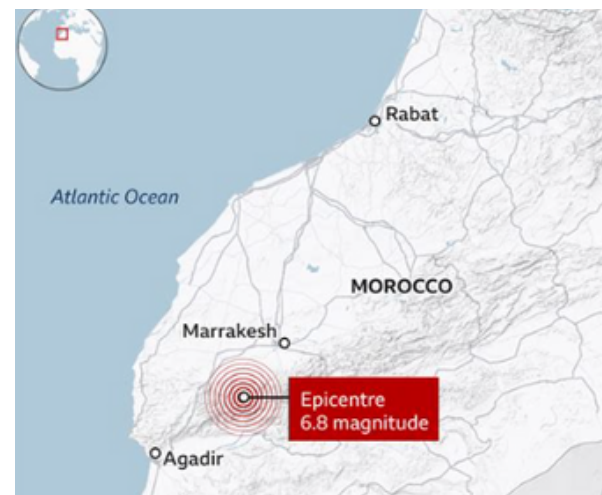 Rabat
Atlantic Ocean
MOROCCO
Marrakesh
Epicentre
6.8 magnitude
Agadir